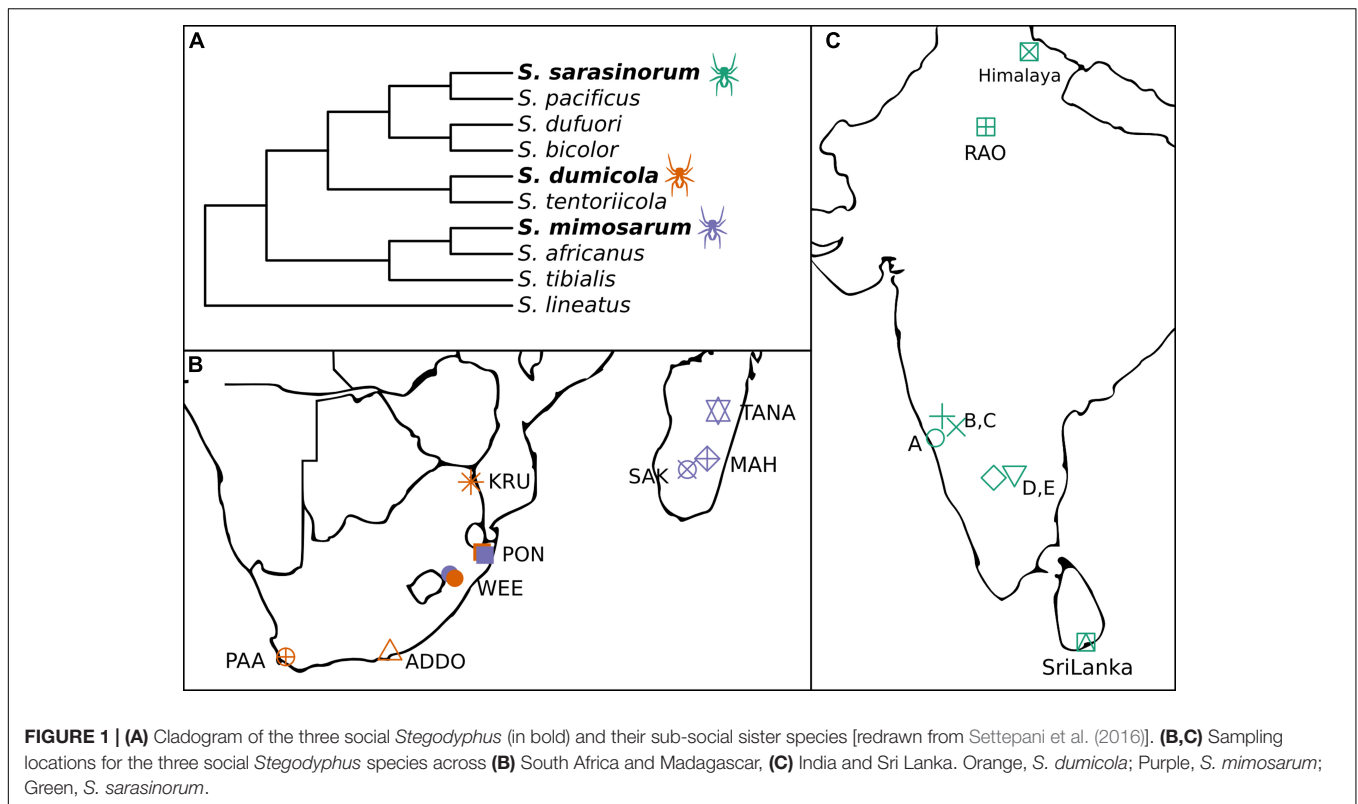 A
S. sarasinorum
S. pacificus
S. dufuori
S. bicolor
S. dumicola
S. tentoriicola
S. mimosarum
S. africanus
S. tibialis
S. lineatus
B
TANA
MAH
SAK
KRU
PON
WEE
PAA
ADDO
C
Himalaya
RAO
B,C
A
D,E
SriLanka
FIGURE 1 | (A) Cladogram of the three social Stegodyphus (in bold) and their sub-social sister species [redrawn from Settepani et al. (2016)]. (B,C) Sampling
locations for the three social Stegodyphus species across (B) South Africa and Madagascar, (C) India and Sri Lanka. Orange, S. dumicola; Purple, S. mimosarum;
Green, S. sarasinorum.